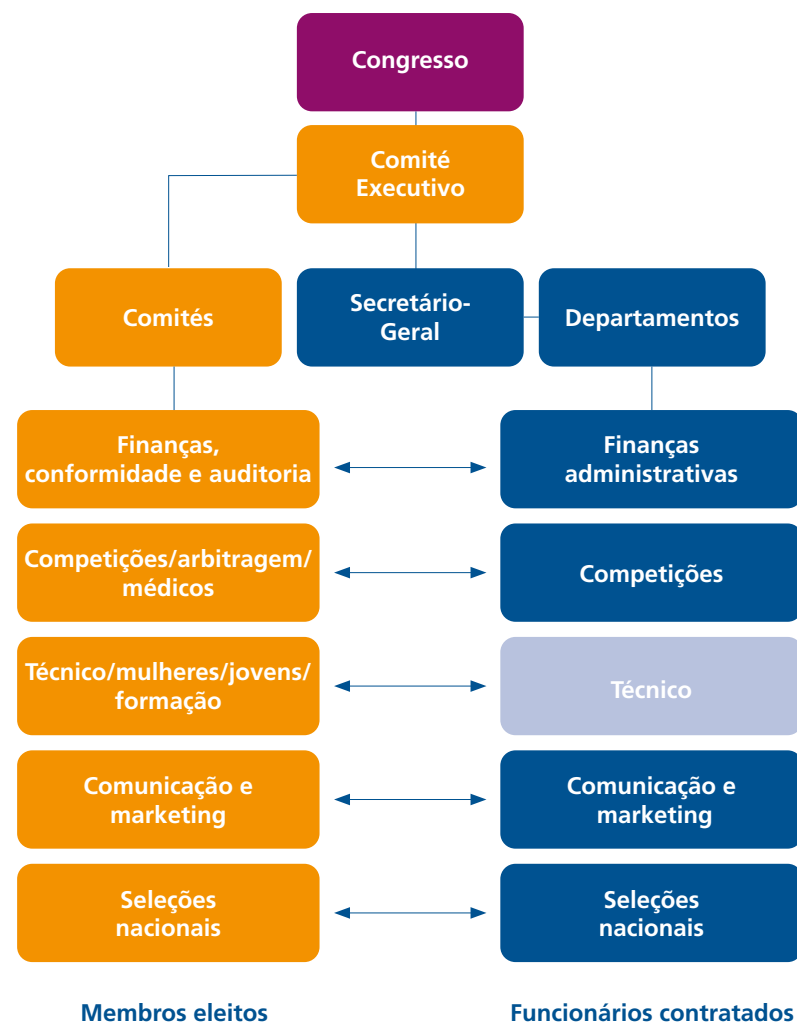 Congresso
Comité
Executivo
Comités
Secretário-
Geral
Departamentos
Finanças,
conformidade e auditoria
Finanças
administrativas
Competições/arbitragem/
médicos
Competições
Técnico/mulheres/jovens/
formação
Técnico
Comunicação e
marketing
Comunicação e
marketing
Seleções
nacionais
Seleções
nacionais
Membros eleitos
Funcionários contratados